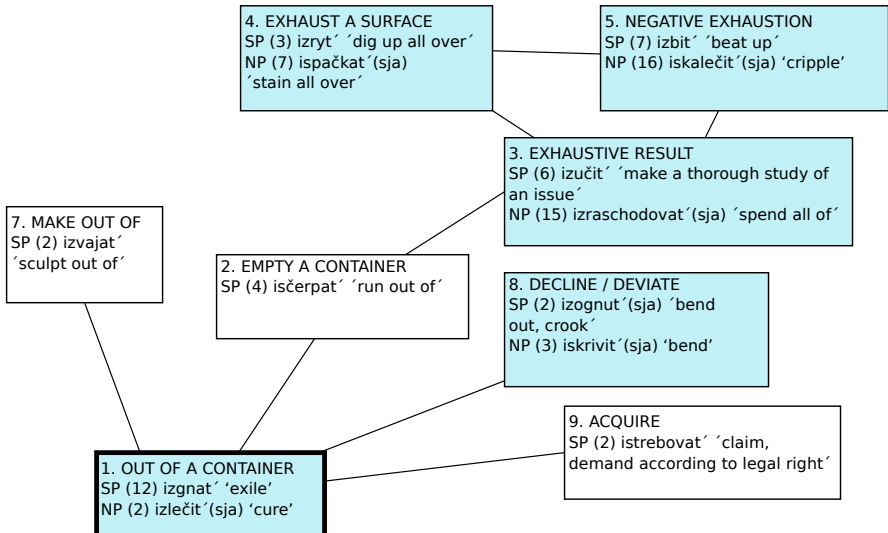 4. EXHAUST A SURFACE
SP (3) izryt´ ´dig up all over´
NP (7) ispačkat´(sja)
´stain all over´
5. NEGATIVE EXHAUSTION
SP (7) izbit´ ´beat up´
NP (16) iskalečit´(sja) ‘cripple’
3. EXHAUSTIVE RESULT
SP (6) izučit´ ´make a thorough study of
an issue´
NP (15) izraschodovat´(sja) ´spend all of´
7. MAKE OUT OF
SP (2) izvajat´
´sculpt out of´
2. EMPTY A CONTAINER
SP (4) isčerpat´ ´run out of´
8. DECLINE / DEVIATE
SP (2) izognut´(sja) ´bend
out, crook´
NP (3) iskrivit´(sja) ‘bend’
9. ACQUIRE
SP (2) istrebovat´ ´claim,
demand according to legal right´
1. OUT OF A CONTAINER
SP (12) izgnat´ ‘exile’
NP (2) izlečit´(sja) ‘cure’